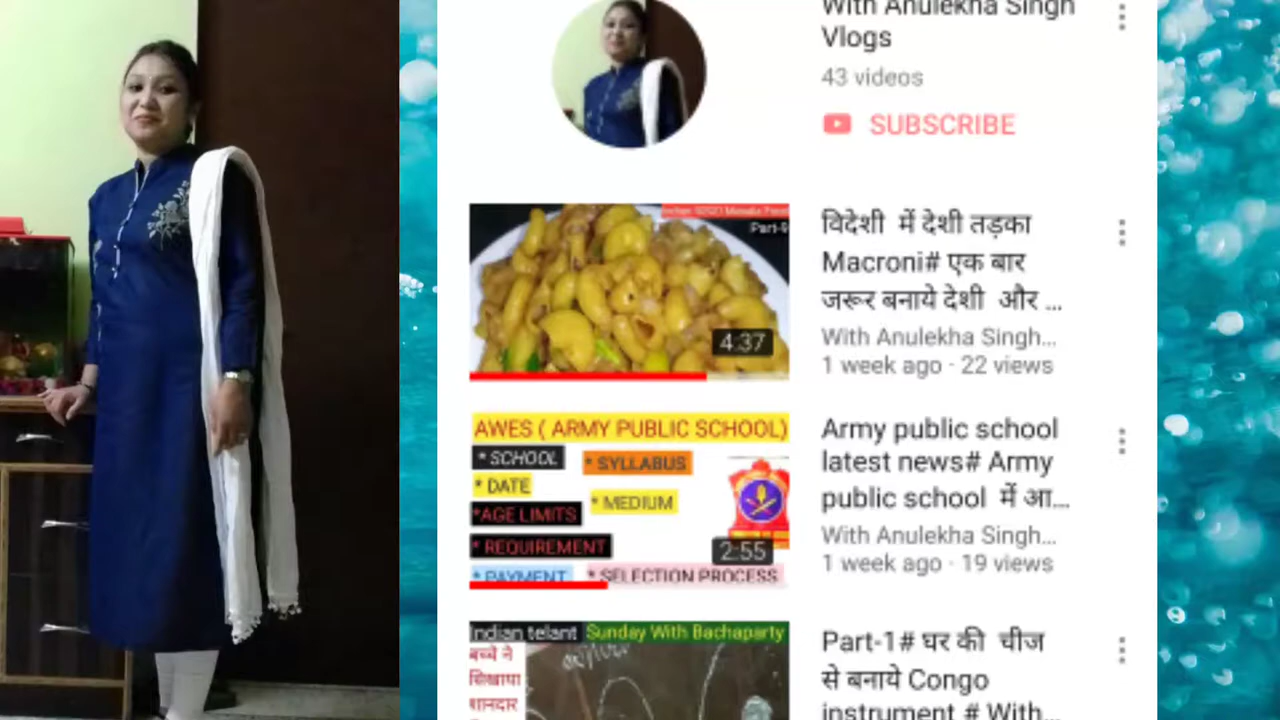 With Anulekha Singh
Vlogs
43 videos
SUBSCRIBE
Part-
4:37
विदेशी में देशी तड़का
Macroni# एक बार
जरूर बनाये देशी और ...
With Anulekha Singh...
1 week ago · 22 views
AWES ( ARMY PUBLIC SCHOOL)
* SCHOOL
* SYLLABUS
* DATE
* MEDIUM
*AGE LIMITS
* REQUIREMENT
2:55
* PAYMENT
* SELECTION PROCESS
Army public school
latest news# Army
public school में आ...
With Anulekha Singh...
1 week ago · 19 views
Indian telant
Sunday With Bachaparty
बच्चे ने
सिखाया
शानदार
Part-1# घर की चीज
से बनाये Congo
instrument # With...